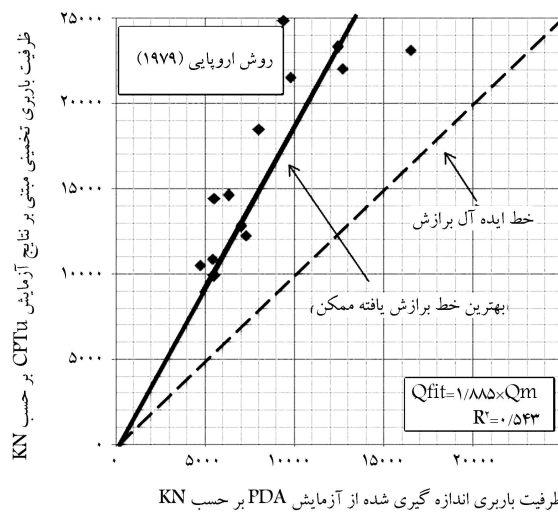 ظرفیت باربری تخمینی مبتنی بر نتایج آزمایش CPTu بر حسب KN
۲۵۰۰۰
۲۰۰۰۰
۱۵۰۰۰
۱۰۰۰۰
۵۰۰۰
۰
روش اروپایی (۱۹۷۹)
خط ایده آل برازش
بهترین خط برازش یافته ممکن
Qfit=۱/۸۸۵×Qm
R²=۰/۵۴۳
۰ ۵۰۰۰ ۱۰۰۰۰ ۱۵۰۰۰ ۲۰۰۰۰
ظرفیت باربری اندازه گیری شده از آزمایش PDA بر حسب KN